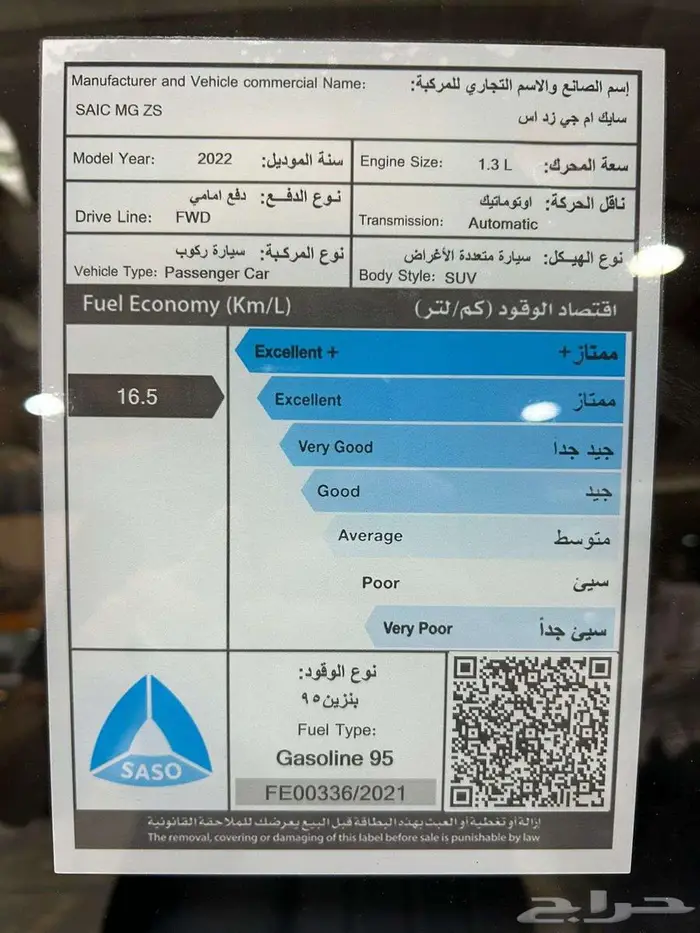 Manufacturer and Vehicle commercial Name: إسم الصانع والاسم التجاري للمركبة:
SAIC MG ZS سايك ام جي زد اس
Model Year: 2022 سنة الموديل: Engine Size: 1.3 L سعة المحرك:
نوع الدفع: دفع امامي
Drive Line: FWD
ناقل الحركة: اوتوماتيك
Transmission: Automatic
نوع المركبة: سيارة ركوب
Vehicle Type: Passenger Car
نوع الهيكل: سيارة متعددة الأغراض
Body Style: SUV
Fuel Economy (Km/L) اقتصاد الوقود (كم/لتر)
Excellent + ممتاز +
16.5
Excellent ممتاز
Very Good جيد جداً
Good جيد
Average متوسط
Poor سيئ
Very Poor سيئ جداً
SASO
نوع الوقود:
بنزين ٩٥
Fuel Type:
Gasoline 95
FE00336/2021
إزالة أو تغطية أو العبث بهذه البطاقة قبل البيع يعرضك للملاحقة القانونية
The removal, covering or damaging of this label before sale is punishable by law
حراج